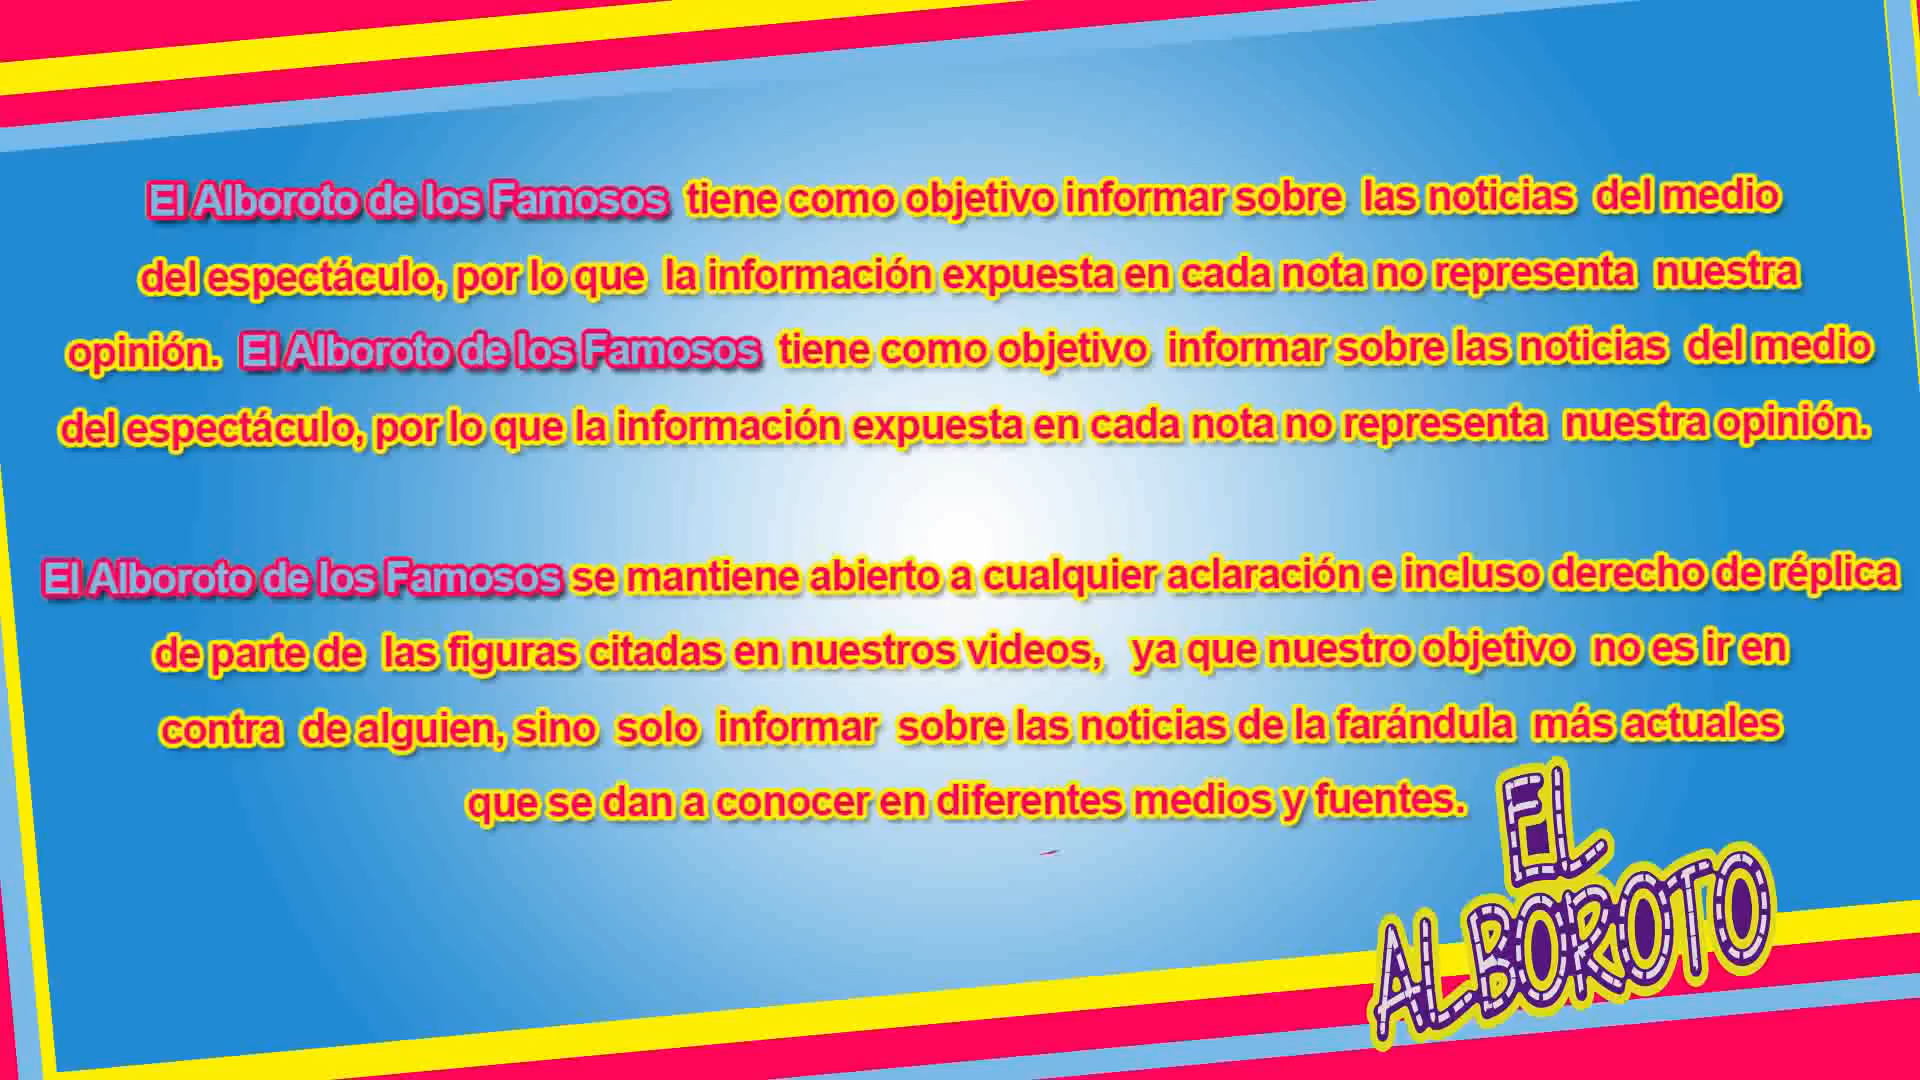 El Alboroto de los Famosos tiene como objetivo informar sobre las noticias del medio
del espectáculo, por lo que la información expuesta en cada nota no representa nuestra
opinión. El Alboroto de los Famosos tiene como objetivo informar sobre las noticias del medio
del espectáculo, por lo que la información expuesta en cada nota no representa nuestra opinión.
El Alboroto de los Famosos se mantiene abierto a cualquier aclaración e incluso derecho de réplica
de parte de las figuras citadas en nuestros videos, ya que nuestro objetivo no es ir en
contra de alguien, sino solo informar sobre las noticias de la farándula más actuales
que se dan a conocer en diferentes medios y fuentes.
EL
ALBOROTO